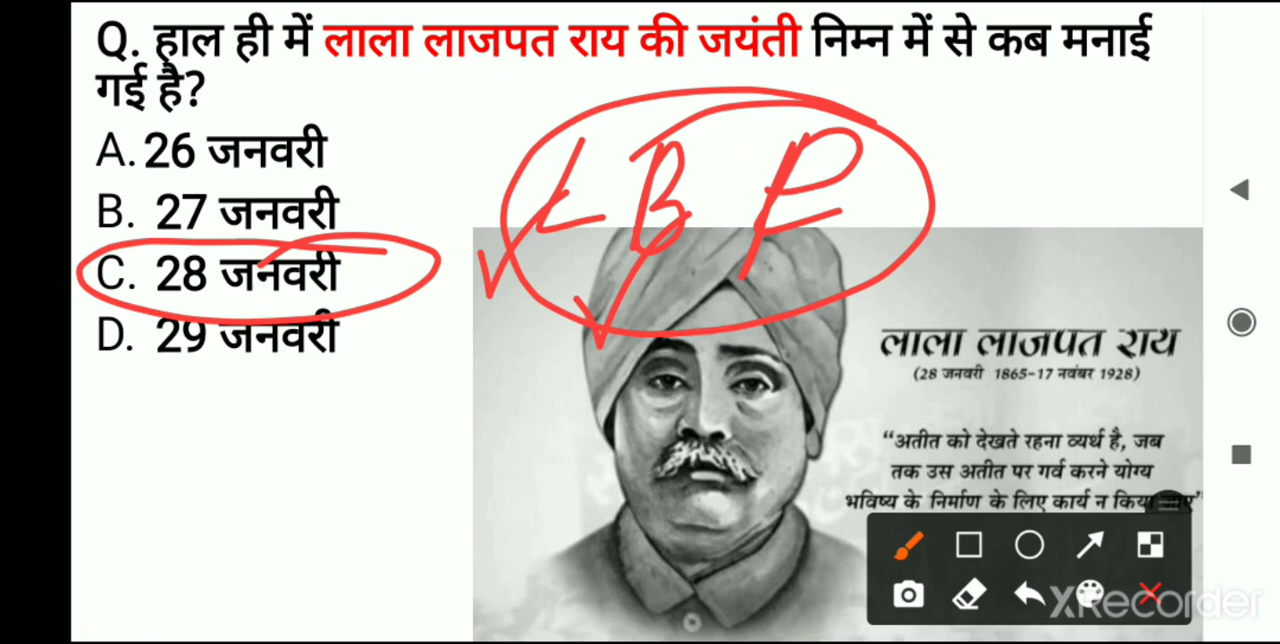 Q. हाल ही में लाला लाजपत राय की जयंती निम्न में से कब मनाई
गई है?
A. 26 जनवरी
B. 27 जनवरी
C. 28 जनवरी
D. 29 जनवरी
L B P
लाला लाजपत राय
(28 जनवरी 1865-17 नवंबर 1928)
“अतीत को देखते रहना व्यर्थ है, जब
तक उस अतीत पर गर्व करने योग्य
भविष्य के निर्माण के लिए कार्य न किया
XRecorder